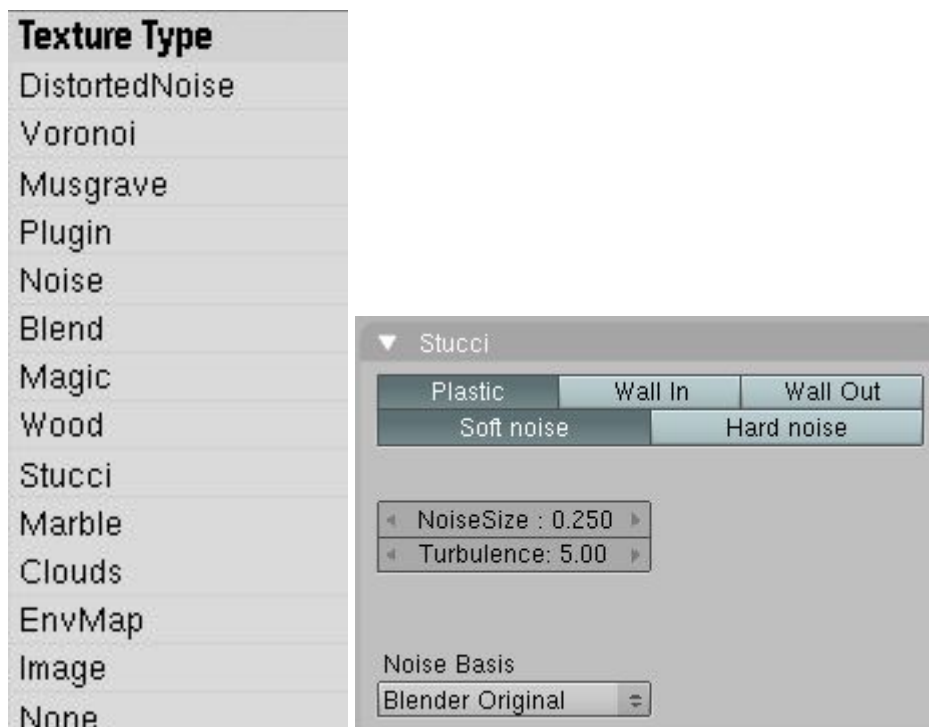 Texture Type
DistortedNoise
Voronoi
Musgrave
Plugin
Noise
Blend
Magic
Wood
Stucci
Marble
Clouds
EnvMap
Image
None
Stucci
Plastic Wall In Wall Out
Soft noise Hard noise
NoiseSize : 0.250
Turbulence: 5.00
Noise Basis
Blender Original